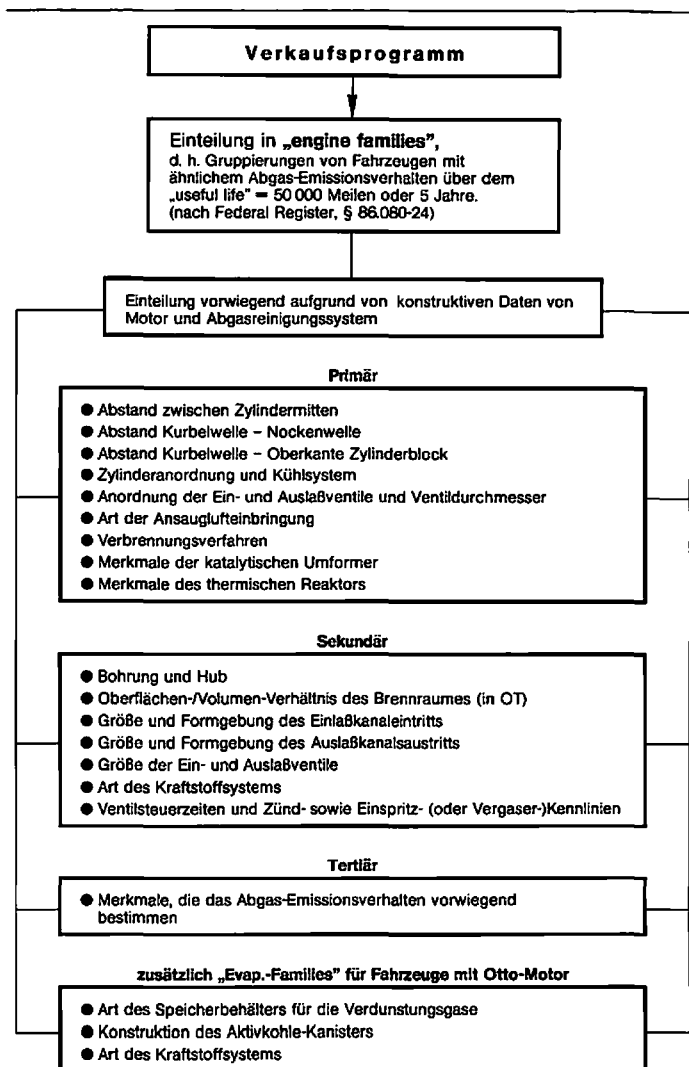 Verkaufsprogramm
Einteilung in „engine families",
d. h. Gruppierungen von Fahrzeugen mit
ähnlichem Abgas-Emissionsverhalten über dem
„useful life" = 50 000 Meilen oder 5 Jahre.
(nach Federal Register, § 86.080-24)
Einteilung vorwiegend aufgrund von konstruktiven Daten von
Motor und Abgasreinigungssystem
Primär
● Abstand zwischen Zylindermitten
● Abstand Kurbelwelle – Nockenwelle
● Abstand Kurbelwelle – Oberkante Zylinderblock
● Zylinderanordnung und Kühlsystem
● Anordnung der Ein- und Auslaßventile und Ventildurchmesser
● Art der Ansauglufteinbringung
● Verbrennungsverfahren
● Merkmale der katalytischen Umformer
● Merkmale des thermischen Reaktors
Sekundär
● Bohrung und Hub
● Oberflächen-/Volumen-Verhältnis des Brennraumes (in OT)
● Größe und Formgebung des Einlaßkanaleintritts
● Größe und Formgebung des Auslaßkanalsaustritts
● Größe der Ein- und Auslaßventile
● Art des Kraftstoffsystems
● Ventilsteuerzeiten und Zünd- sowie Einspritz- (oder Vergaser-)Kennlinien
Tertiär
● Merkmale, die das Abgas-Emissionsverhalten vorwiegend
bestimmen
zusätzlich „Evap.-Families" für Fahrzeuge mit Otto-Motor
● Art des Speicherbehälters für die Verdunstungsgase
● Konstruktion des Aktivkohle-Kanisters
● Art des Kraftstoffsystems